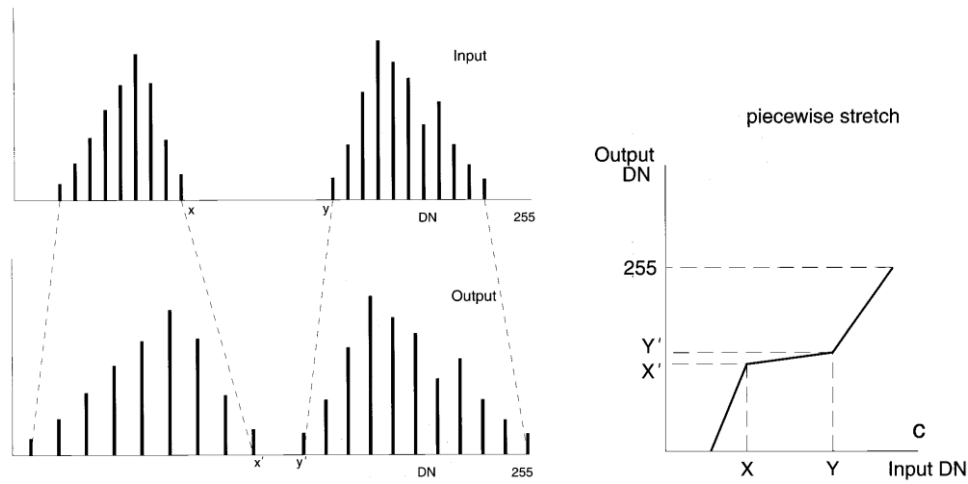 Input
x
y
DN
255
Output
x'
y'
DN
255
piecewise stretch
Output
DN
255
Y'
X'
X
Y
C
Input DN